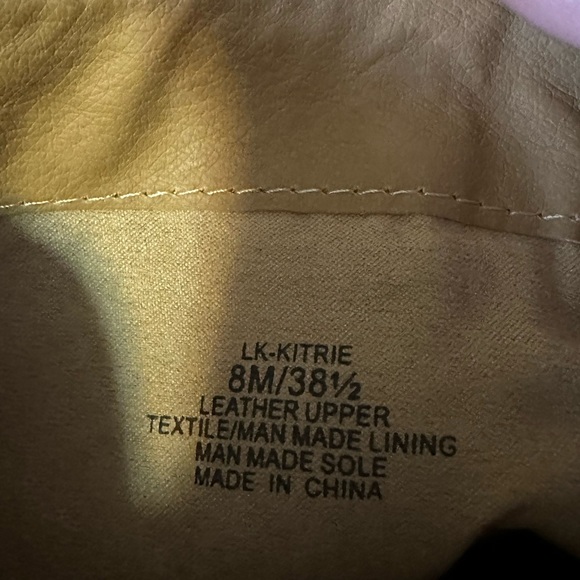 LK-KITRIE
8M/38½
LEATHER UPPER
TEXTILE/MAN MADE LINING
MAN MADE SOLE
MADE IN CHINA